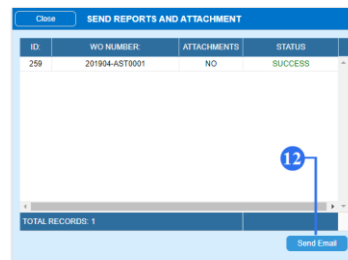 Close SEND REPORTS AND ATTACHMENT
ID: WO NUMBER: ATTACHMENTS STATUS
259 201904-AST0001 NO SUCCESS
12
TOTAL RECORDS: 1
Send Email